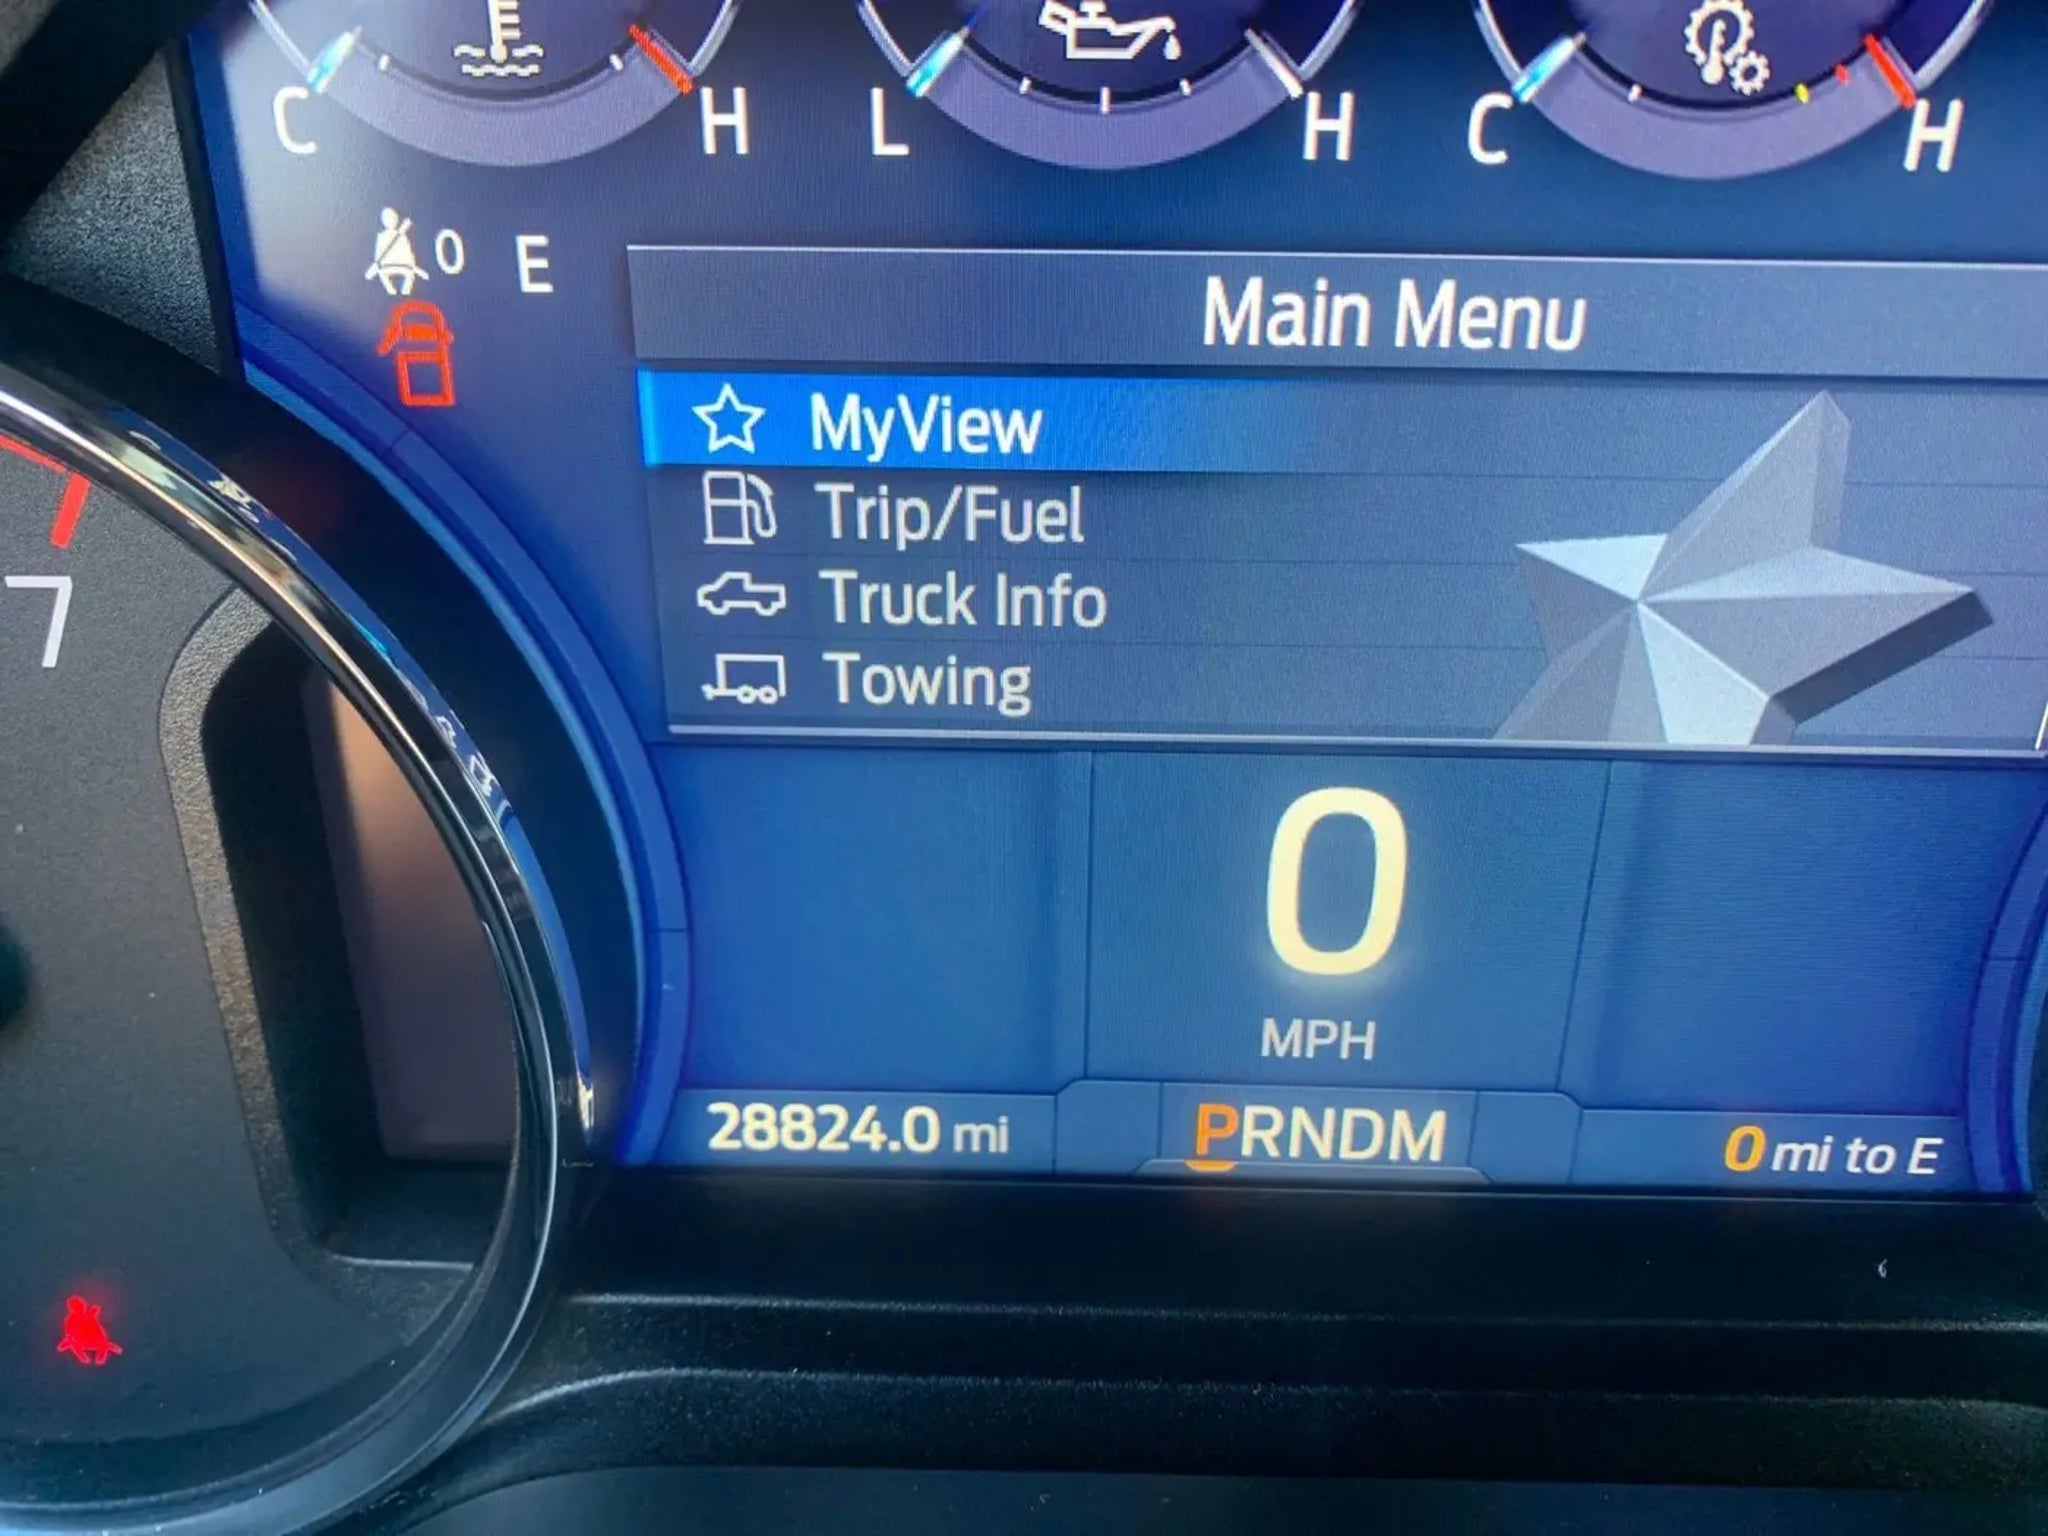 C H L H C H
0 E
Main Menu
MyView
Trip/Fuel
Truck Info
Towing
7
0
MPH
28824.0 mi PRNDM 0 mi to E